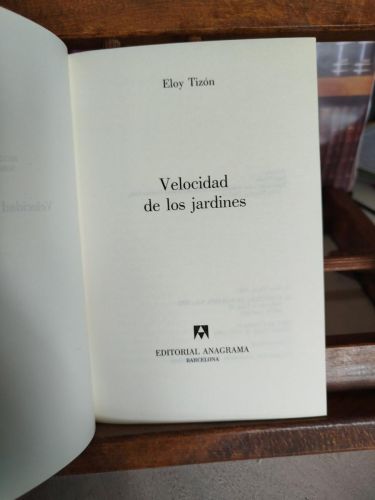 Eloy Tizón
Velocidad
de los jardines
EDITORIAL ANAGRAMA
BARCELONA